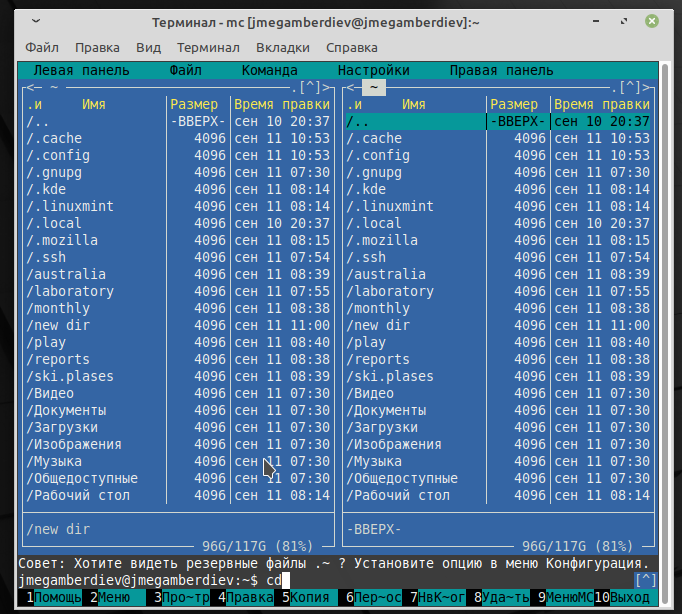 Терминал - mc [jmegamberdiev@jmegamberdiev]:~
Файл Правка Вид Терминал Вкладки Справка
Левая панель Файл Команда Настройки Правая панель
<─ ~ .[^]> <─ ~ .[^]>
.и Имя Размер Время правки .и Имя Размер Время правки
/.. -ВВЕРХ- сен 10 20:37 /.. -ВВЕРХ- сен 10 20:37
/.cache 4096 сен 11 10:53 /.cache 4096 сен 11 10:53
/.config 4096 сен 11 10:53 /.config 4096 сен 11 10:53
/.gnupg 4096 сен 11 07:30 /.gnupg 4096 сен 11 07:30
/.kde 4096 сен 11 08:14 /.kde 4096 сен 11 08:14
/.linuxmint 4096 сен 11 08:14 /.linuxmint 4096 сен 11 08:14
/.local 4096 сен 10 20:37 /.local 4096 сен 10 20:37
/.mozilla 4096 сен 11 08:15 /.mozilla 4096 сен 11 08:15
/.ssh 4096 сен 11 07:54 /.ssh 4096 сен 11 07:54
/australia 4096 сен 11 08:39 /australia 4096 сен 11 08:39
/laboratory 4096 сен 11 07:55 /laboratory 4096 сен 11 07:55
/monthly 4096 сен 11 08:38 /monthly 4096 сен 11 08:38
/new dir 4096 сен 11 11:00 /new dir 4096 сен 11 11:00
/play 4096 сен 11 08:40 /play 4096 сен 11 08:40
/reports 4096 сен 11 08:38 /reports 4096 сен 11 08:38
/ski.plases 4096 сен 11 08:39 /ski.plases 4096 сен 11 08:39
/Видео 4096 сен 11 07:30 /Видео 4096 сен 11 07:30
/Документы 4096 сен 11 07:30 /Документы 4096 сен 11 07:30
/Загрузки 4096 сен 11 07:30 /Загрузки 4096 сен 11 07:30
/Изображения 4096 сен 11 07:30 /Изображения 4096 сен 11 07:30
/Музыка 4096 сен 11 07:30 /Музыка 4096 сен 11 07:30
/Общедоступные 4096 сен 11 07:30 /Общедоступные 4096 сен 11 07:30
/Рабочий стол 4096 сен 11 08:14 /Рабочий стол 4096 сен 11 08:14
/new dir -ВВЕРХ-
96G/117G (81%) 96G/117G (81%)
Совет: Хотите видеть резервные файлы .~ ? Установите опцию в меню Конфигурация.
jmegamberdiev@jmegamberdiev:~$ cd [^]
1Помощь 2Меню 3Про~тр 4Правка 5Копия 6Пер~ос 7НвК~ог 8Уда~ть 9МенюMC 10Выход